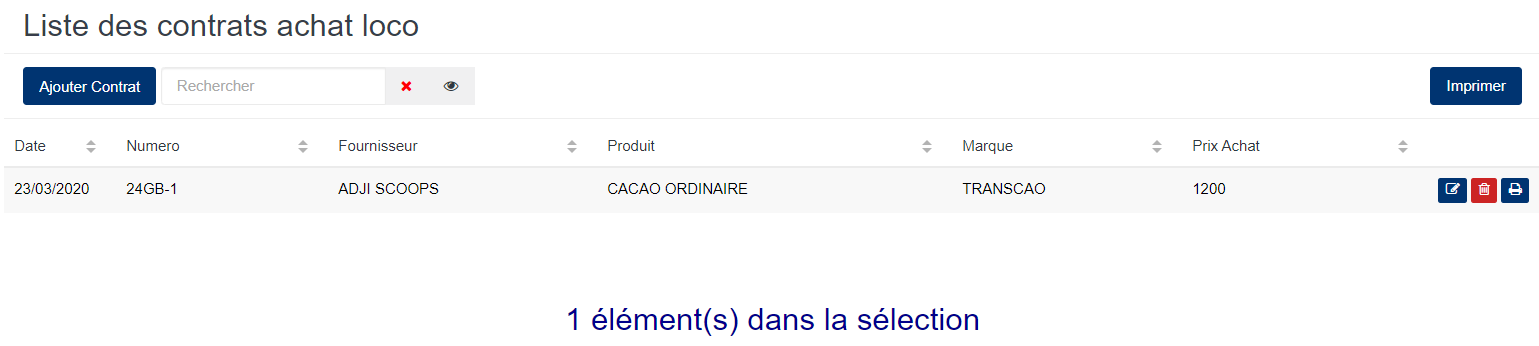 Liste des contrats achat loco
Ajouter Contrat Rechercher Imprimer
Date Numero Fournisseur Produit Marque Prix Achat
23/03/2020 24GB-1 ADJI SCOOPS CACAO ORDINAIRE TRANSCAO 1200
1 élément(s) dans la sélection